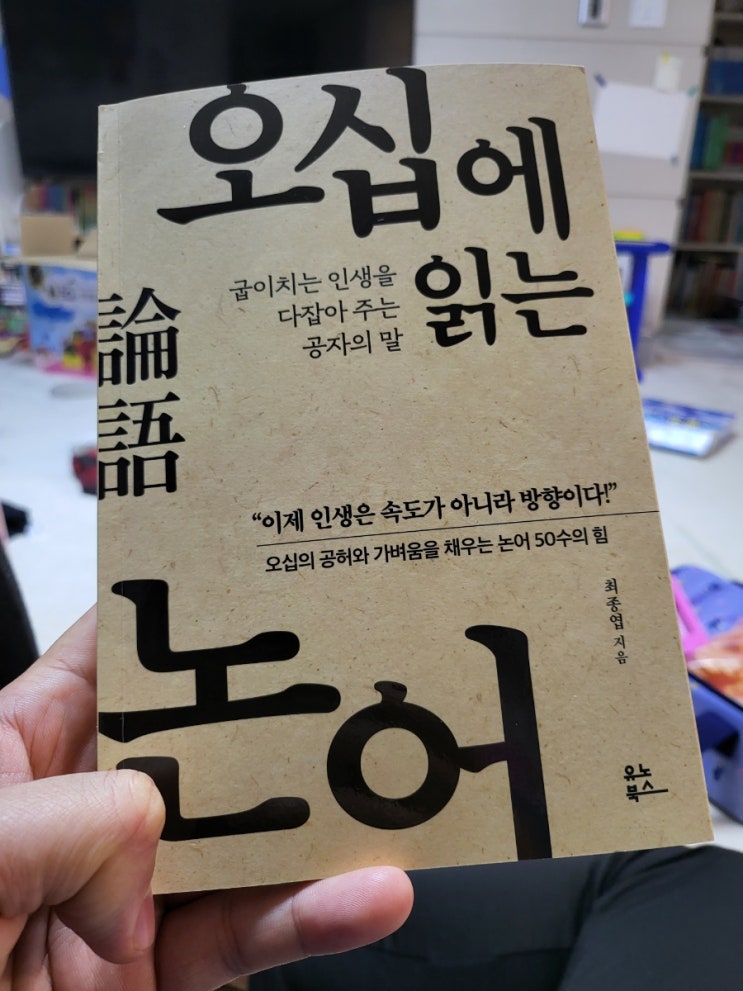 오십에
읽는
굽이치는 인생을
다잡아 주는
공자의 말
論語
“이제 인생은 속도가 아니라 방향이다!”
오십의 공허와 가벼움을 채우는 논어 50수의 힘
최종엽 지음
논어
유노
북스